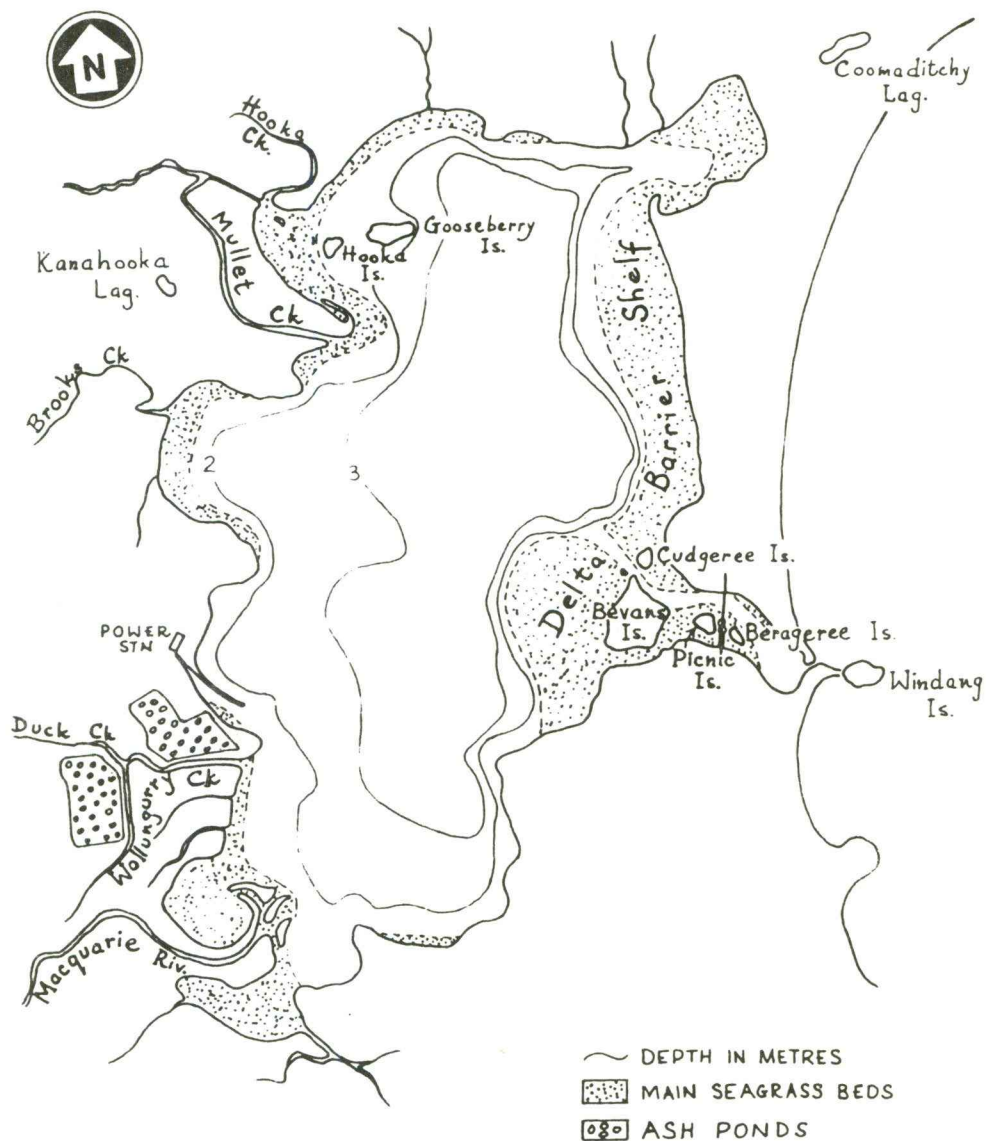 N
Coomaditchy
Lag.
Hooka
Ck.
Mullet
Ck
Gooseberry
Is.
Hooka
Is.
Kanahooka
Lag.
Shelf
Barrier
Brooks Ck
2
3
Cudgeree Is.
Delta
Bevans
Is.
Berageree Is.
Picnic
Is.
Windang
Is.
POWER
STN
Duck Ck
Wollungurry
Ck
Macquarie Riv.
DEPTH IN METRES
MAIN SEAGRASS BEDS
ASH PONDS